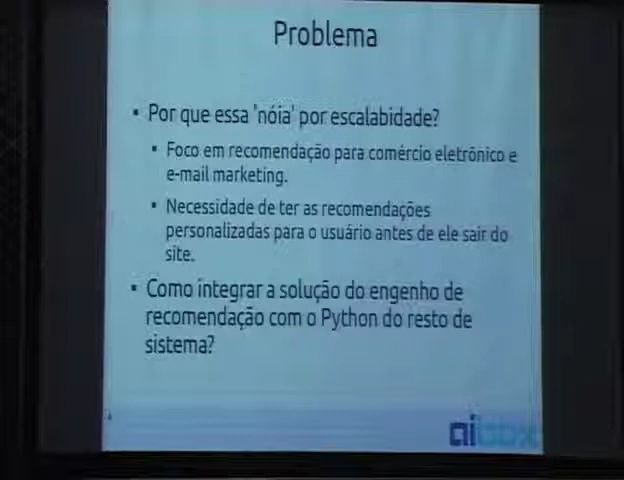 Problema
▪ Por que essa 'nóia' por escalabidade?
▪ Foco em recomendação para comércio eletrônico e
e-mail marketing.
▪ Necessidade de ter as recomendações
personalizadas para o usuário antes de ele sair do
site.
▪ Como integrar a solução do engenho de
recomendação com o Python do resto de
sistema?
aibox